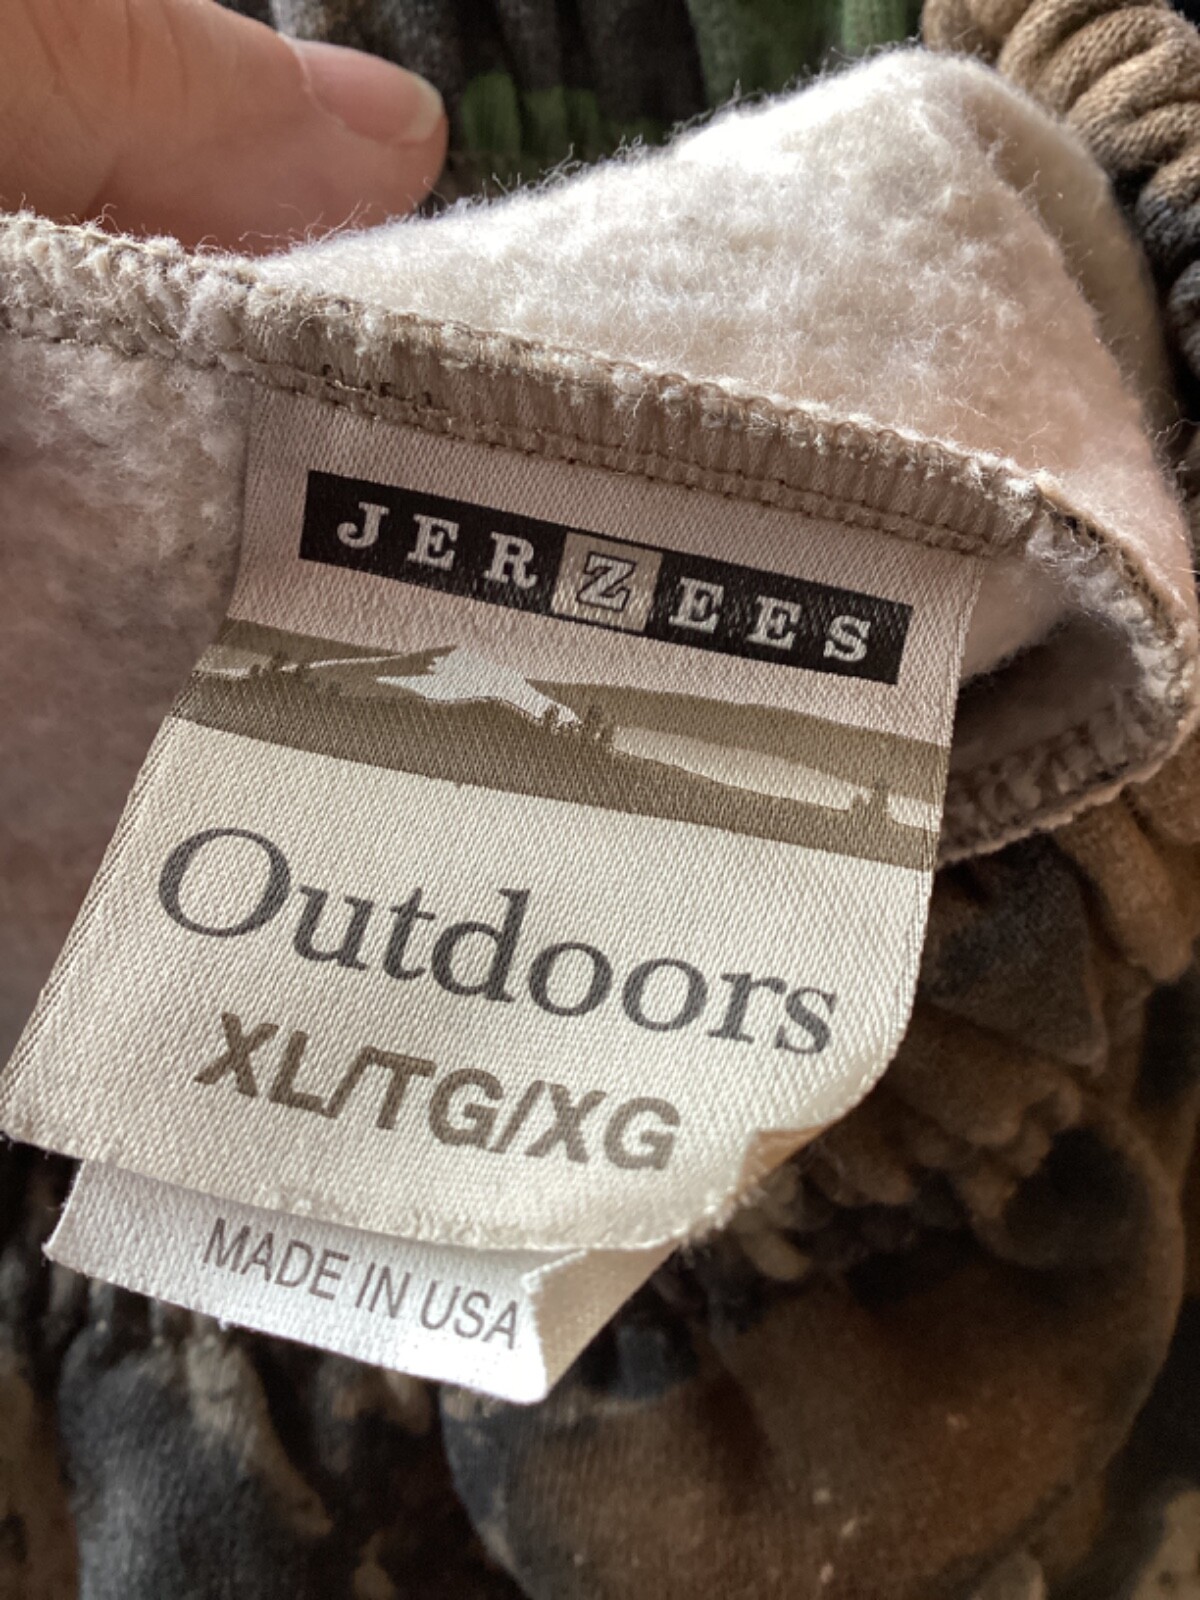 JERZEES
Outdoors
XL/TG/XG
MADE IN USA